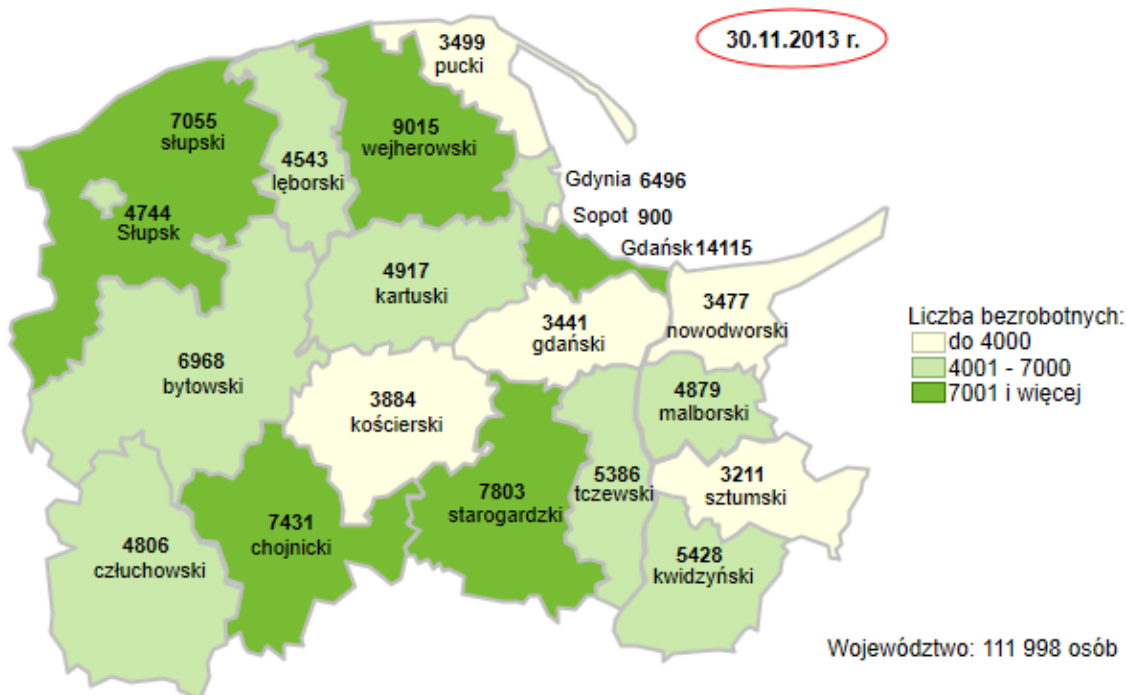 30.11.2013 r.
3499
pucki
7055
słupski
9015
wejherowski
4543
lęborski
Gdynia 6496
4744
Słupsk
Sopot 900
Gdańsk 14115
4917
kartuski
3477
nowodworski
3441
gdański
Liczba bezrobotnych:
do 4000
4001 - 7000
7001 i więcej
6968
bytowski
4879
malborski
3884
kościerski
5386
tczewski
3211
sztumski
7803
starogardzki
7431
chojnicki
4806
człuchowski
5428
kwidzyński
Województwo: 111 998 osób